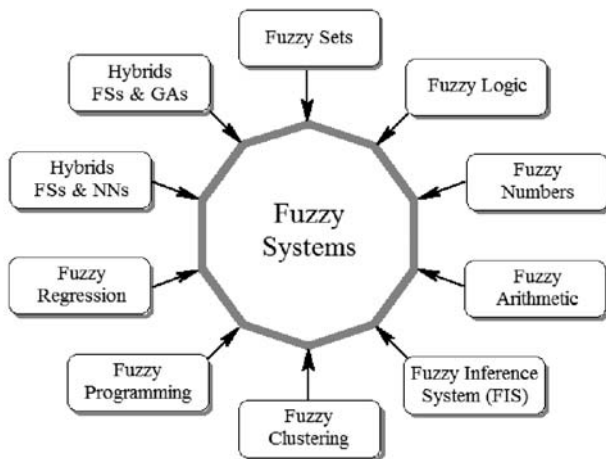 Fuzzy Sets
Hybrids
FSs & GAs
Fuzzy Logic
Hybrids
FSs & NNs
Fuzzy
Numbers
Fuzzy
Systems
Fuzzy
Regression
Fuzzy
Arithmetic
Fuzzy
Programming
Fuzzy Inference
System (FIS)
Fuzzy
Clustering